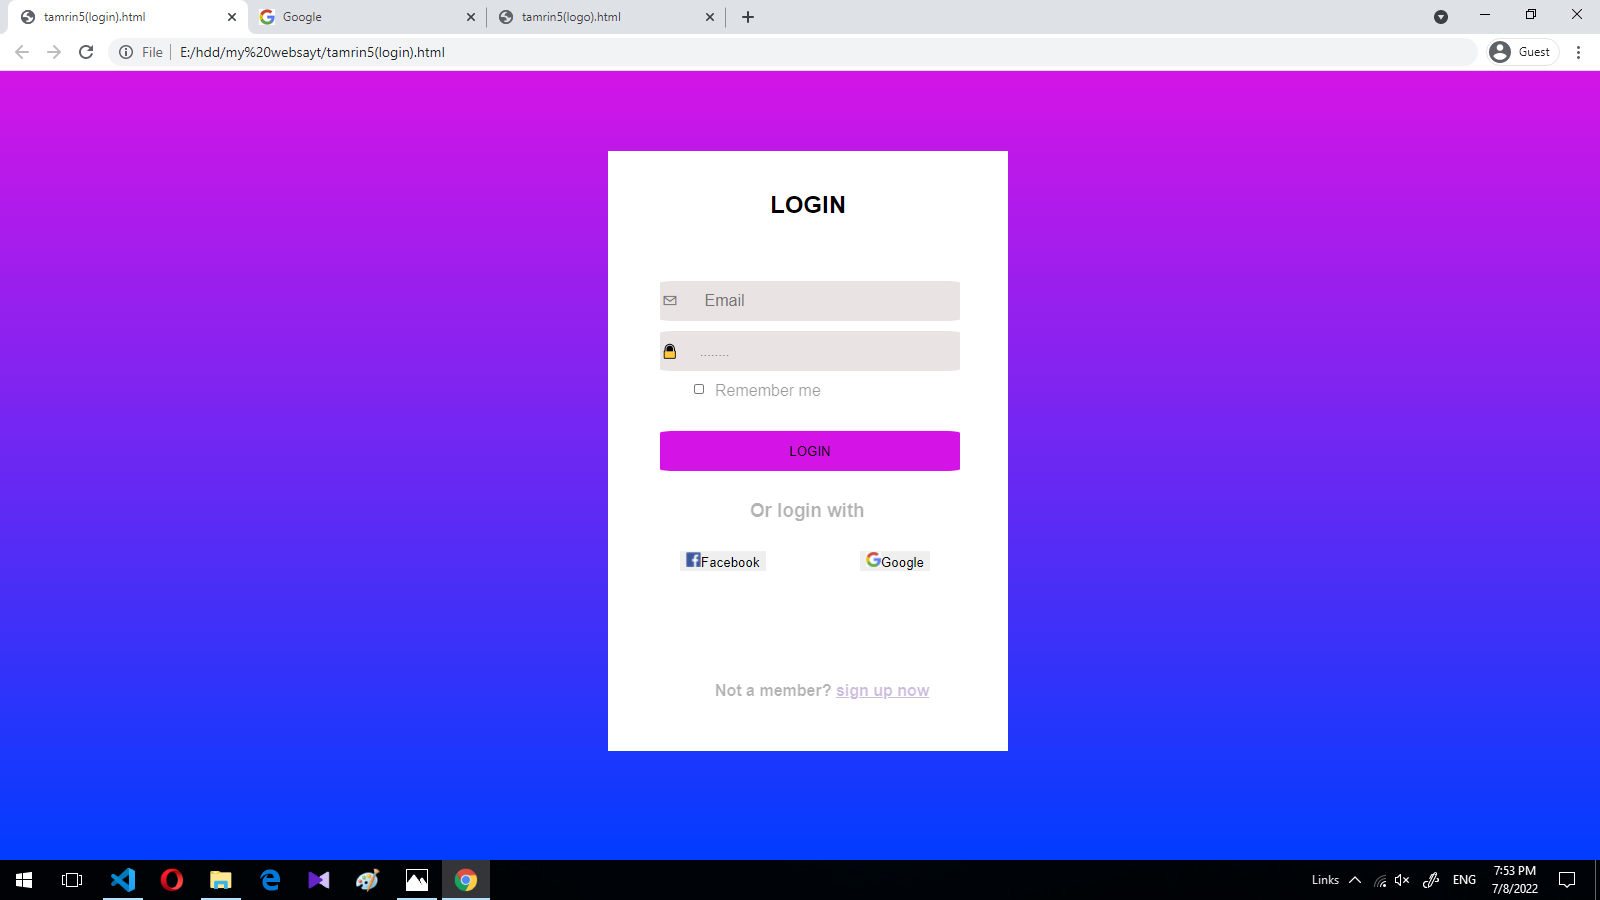 tamrin5(login).html
Google
tamrin5(logo).html
File
E:/hdd/my%20websayt/tamrin5(login).html
Guest
LOGIN
Email
........
Remember me
LOGIN
Or login with
Facebook
Google
Not a member? sign up now
Links
ENG
7:53 PM
7/8/2022